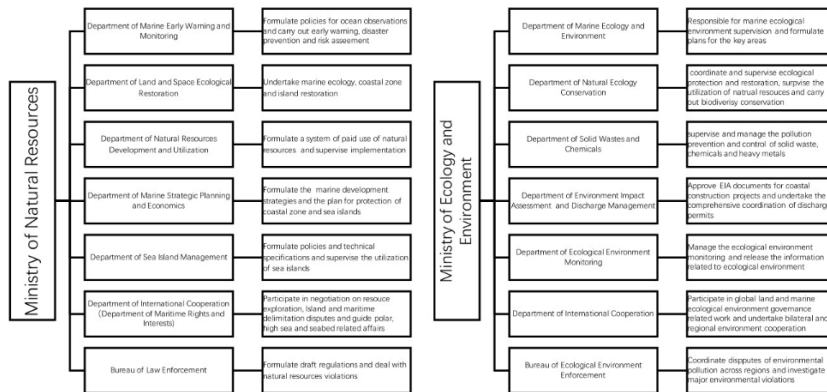 Ministry of Natural Resources
Department of Marine Early Warning and
Monitoring
Formulate policies for ocean observations
and carry out early warning, disaster
prevention and risk asseement
Department of Land and Space Ecological
Restoration
Undertake marine ecology, coastal zone
and island restoration
Department of Natural Resources
Development and Utilization
Formulate a system of paid use of natural
resources and supervise implementation
Department of Marine Strategic Planning
and Economics
Formulate the marine development
strategies and the plan for protection of
coastal zone and sea islands
Department of Sea Island Management
Formulate policies and technical
specifications and supervise the utilization
of sea islands
Department of International Cooperation
(Department of Maritime Rights and
Interests)
Participate in negotiation on resouce
exploration, Island and maritime
delimitation disputes and guide polar,
high sea and seabed related affairs
Bureau of Law Enforcement
Formulate draft regulations and deal with
natural resources violations
Ministry of Ecology and
Environment
Department of Marine Ecology and
Environment
Responsible for marine ecological
environment supervision and formulate
plans for the key areas
Department of Natural Ecology
Conservation
coordinate and supervise ecological
protection and restoration, surpvise the
utilization of natrual resouces and carry
out biodiverisy conservation
Department of Solid Wastes and
Chemicals
supervise and manage the pollution
prevention and control of solid waste,
chemicals and heavy metals
Department of Environment Impact
Assessment and Discharge Management
Approve EIA documents for coastal
construction projects and undertake the
comprehensive coordination of discharge
permits
Department of Ecological Environment
Monitoring
Manage the ecological environment
monitoring and release the information
related to ecological environment
Department of International Cooperation
Participate in global land and marine
ecological environment governance
related work and undertake bilateral and
regional environment cooperation
Bureau of Ecological Environment
Enforcement
Coordinate dispputes of environmental
pollution across regions and investigate
major environmental violations